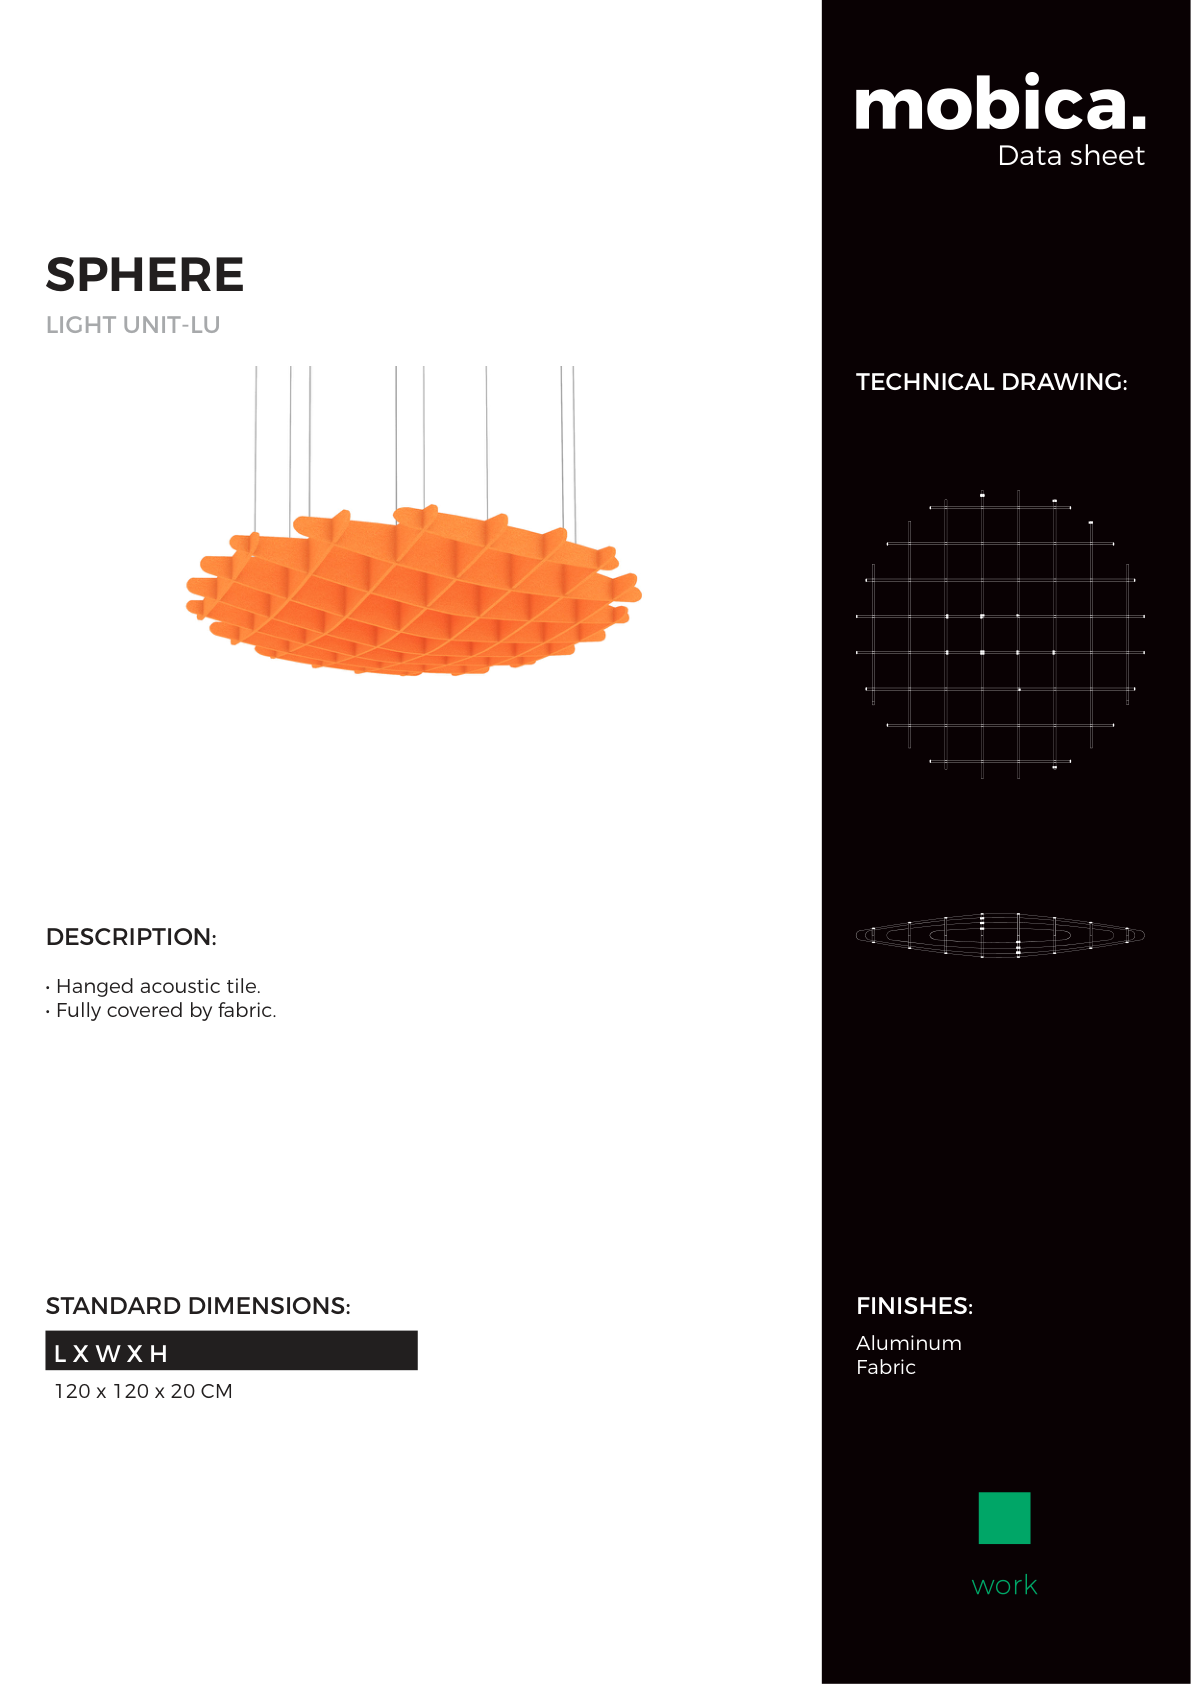 mobica.
Data sheet
SPHERE
LIGHT UNIT-LU
TECHNICAL DRAWING:
DESCRIPTION:
• Hanged acoustic tile.
• Fully covered by fabric.
STANDARD DIMENSIONS:
L X W X H
120 x 120 x 20 CM
FINISHES:
Aluminum
Fabric
work